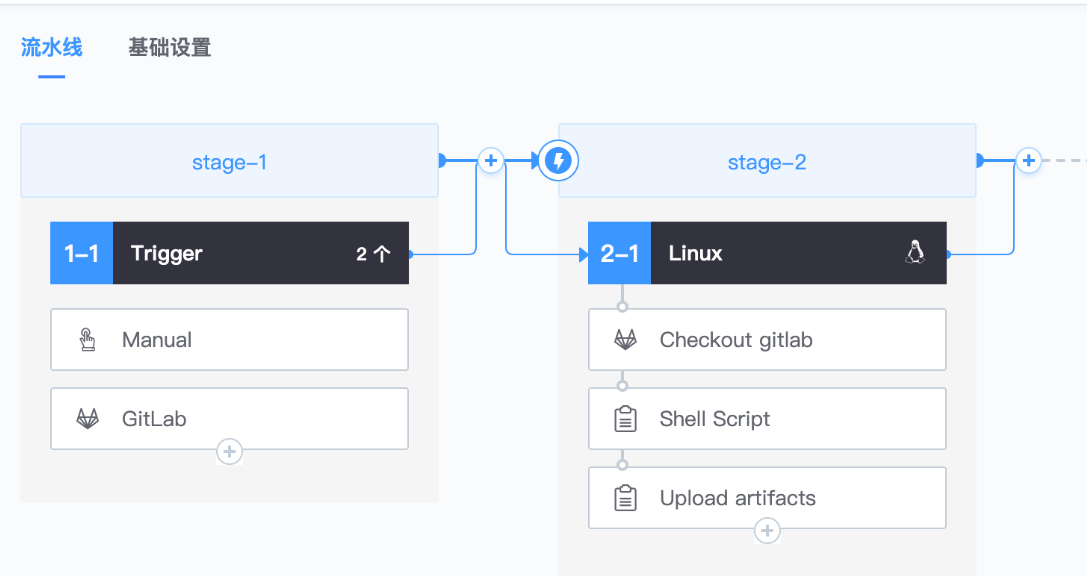 流水线 基础设置
stage-1
1-1 Trigger 2 个
Manual
GitLab
stage-2
2-1 Linux
Checkout gitlab
Shell Script
Upload artifacts